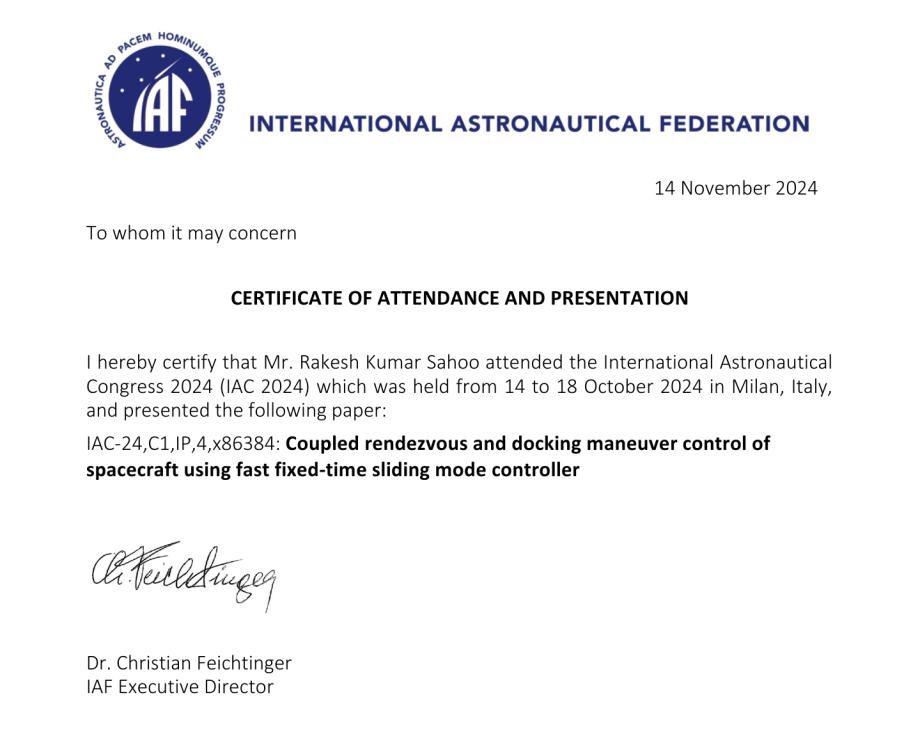 ASTRONAUTICA AD PACEM HOMINUMQUE PROGRESSUM
IAF
INTERNATIONAL ASTRONAUTICAL FEDERATION
14 November 2024
To whom it may concern
CERTIFICATE OF ATTENDANCE AND PRESENTATION
I hereby certify that Mr. Rakesh Kumar Sahoo attended the International Astronautical
Congress 2024 (IAC 2024) which was held from 14 to 18 October 2024 in Milan, Italy,
and presented the following paper:
IAC-24,C1,IP,4,x86384: Coupled rendezvous and docking maneuver control of
spacecraft using fast fixed-time sliding mode controller
Ch. Feichtinger
Dr. Christian Feichtinger
IAF Executive Director